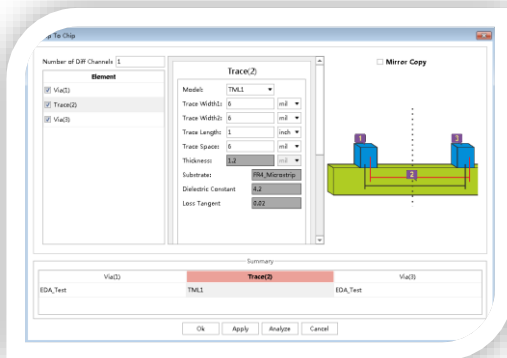 To Chip
Number of Diff Channels 1
Element
Via(1)
Trace(2)
Via(3)
Trace(2)
Model: TML1
Trace Width1: 6 mil
Trace Width2: 6 mil
Trace Length: 1 inch
Trace Space: 6 mil
Thickness: 1.2 mil
Substrate: FR4_Microstrip
Dielectric Constant 4.2
Loss Tangent 0.02
Mirror Copy
1 3
2
Summary
Via(1) Trace(2) Via(3)
EDA_Test TML1 EDA_Test
Ok Apply Analyze Cancel